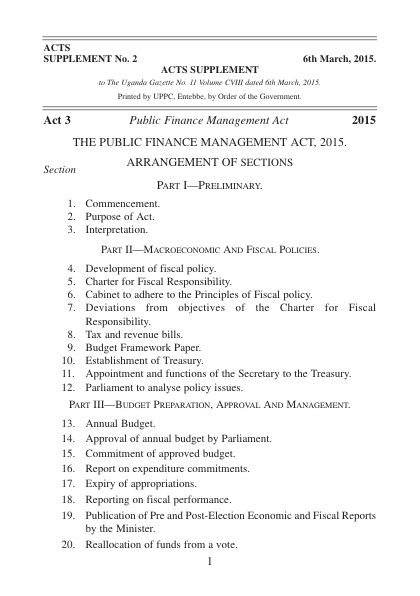 ACTS
SUPPLEMENT No. 2 6th March, 2015.
ACTS SUPPLEMENT
to The Uganda Gazette No. 11 Volume CVIII dated 6th March, 2015.
Printed by UPPC, Entebbe, by Order of the Government.
Act 3 Public Finance Management Act 2015
THE PUBLIC FINANCE MANAGEMENT ACT, 2015.
ARRANGEMENT OF SECTIONS
Section
PART I—PRELIMINARY.
1. Commencement.
2. Purpose of Act.
3. Interpretation.
PART II—MACROECONOMIC AND FISCAL POLICIES.
4. Development of fiscal policy.
5. Charter for Fiscal Responsibility.
6. Cabinet to adhere to the Principles of Fiscal policy.
7. Deviations from objectives of the Charter for Fiscal
Responsibility.
8. Tax and revenue bills.
9. Budget Framework Paper.
10. Establishment of Treasury.
11. Appointment and functions of the Secretary to the Treasury.
12. Parliament to analyse policy issues.
PART III—BUDGET PREPARATION, APPROVAL AND MANAGEMENT.
13. Annual Budget.
14. Approval of annual budget by Parliament.
15. Commitment of approved budget.
16. Report on expenditure commitments.
17. Expiry of appropriations.
18. Reporting on fiscal performance.
19. Publication of Pre and Post-Election Economic and Fiscal Reports
by the Minister.
20. Reallocation of funds from a vote.
1